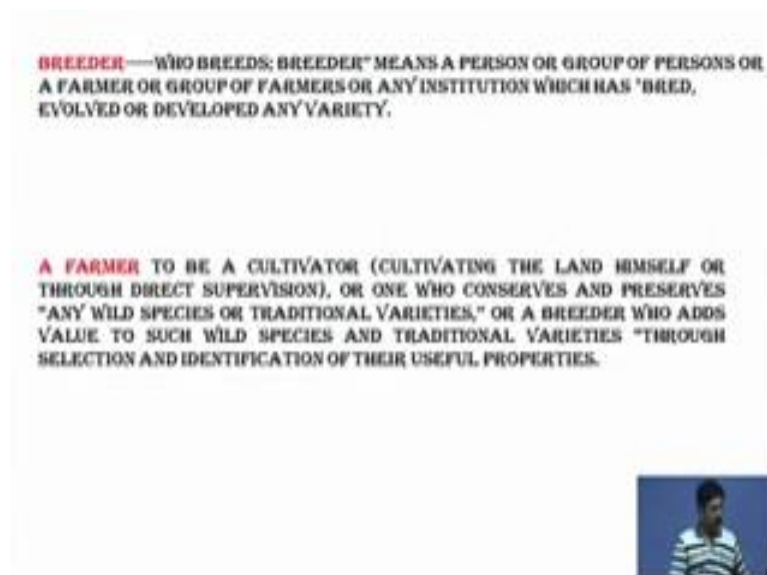 BREEDER—WHO BREEDS; BREEDER" MEANS A PERSON OR GROUP OF PERSONS OR
A FARMER OR GROUP OF FARMERS OR ANY INSTITUTION WHICH HAS "BRED,
EVOLVED OR DEVELOPED ANY VARIETY.
A FARMER TO BE A CULTIVATOR (CULTIVATING THE LAND HIMSELF OR
THROUGH DIRECT SUPERVISION), OR ONE WHO CONSERVES AND PRESERVES
"ANY WILD SPECIES OR TRADITIONAL VARIETIES," OR A BREEDER WHO ADDS
VALUE TO SUCH WILD SPECIES AND TRADITIONAL VARIETIES "THROUGH
SELECTION AND IDENTIFICATION OF THEIR USEFUL PROPERTIES.